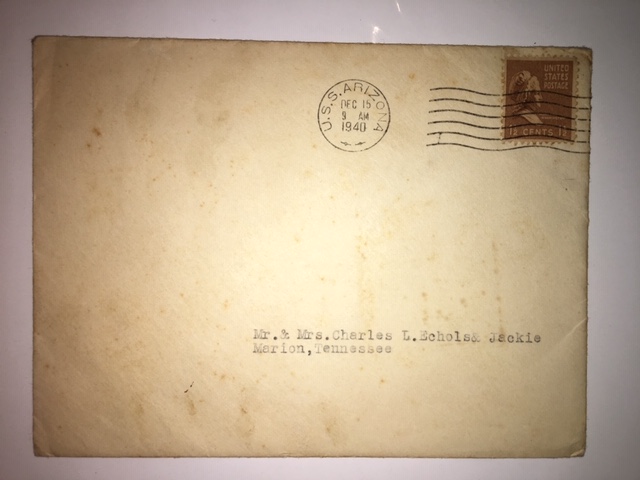 U.S.S. ARIZONA
DEC 15
9 AM
1940
UNITED
STATES
POSTAGE
1½ CENTS 1½
Mr.& Mrs.Charles L.Echols& Jackie
Marion,Tennessee